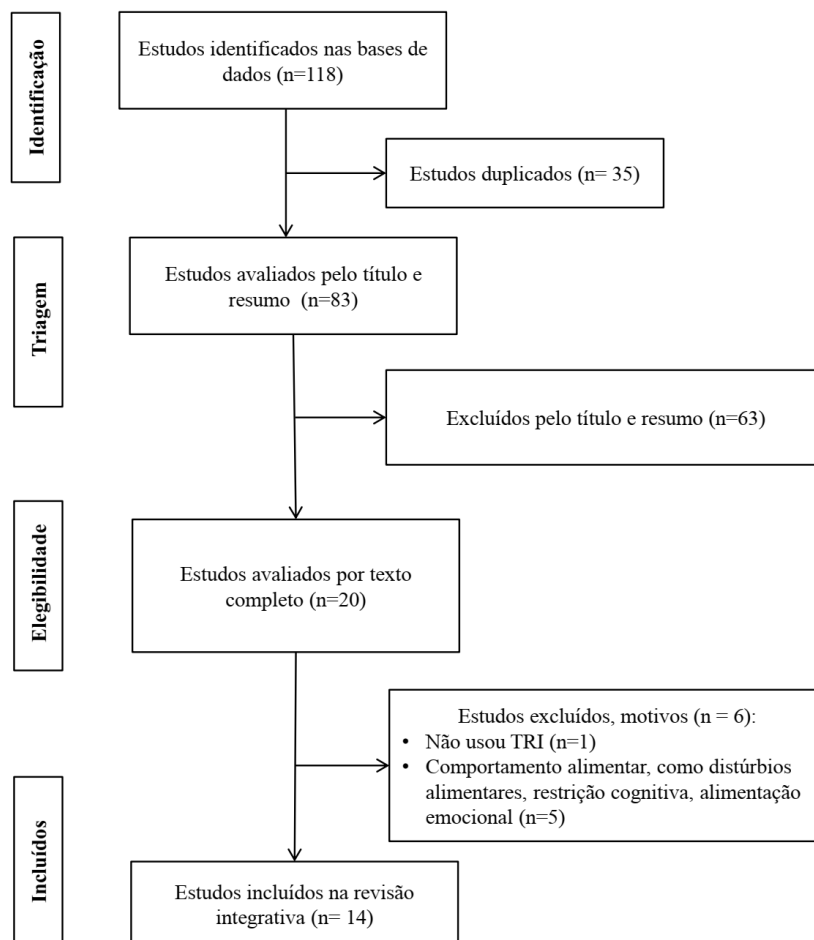 Identificação
Estudos identificados nas bases de
dados (n=118)
Estudos duplicados (n= 35)
Triagem
Estudos avaliados pelo título e
resumo (n=83)
Excluídos pelo título e resumo (n=63)
Elegibilidade
Estudos avaliados por texto
completo (n=20)
Estudos excluídos, motivos (n = 6):
• Não usou TRI (n=1)
• Comportamento alimentar, como distúrbios
alimentares, restrição cognitiva, alimentação
emocional (n=5)
Incluídos
Estudos incluídos na revisão
integrativa (n= 14)